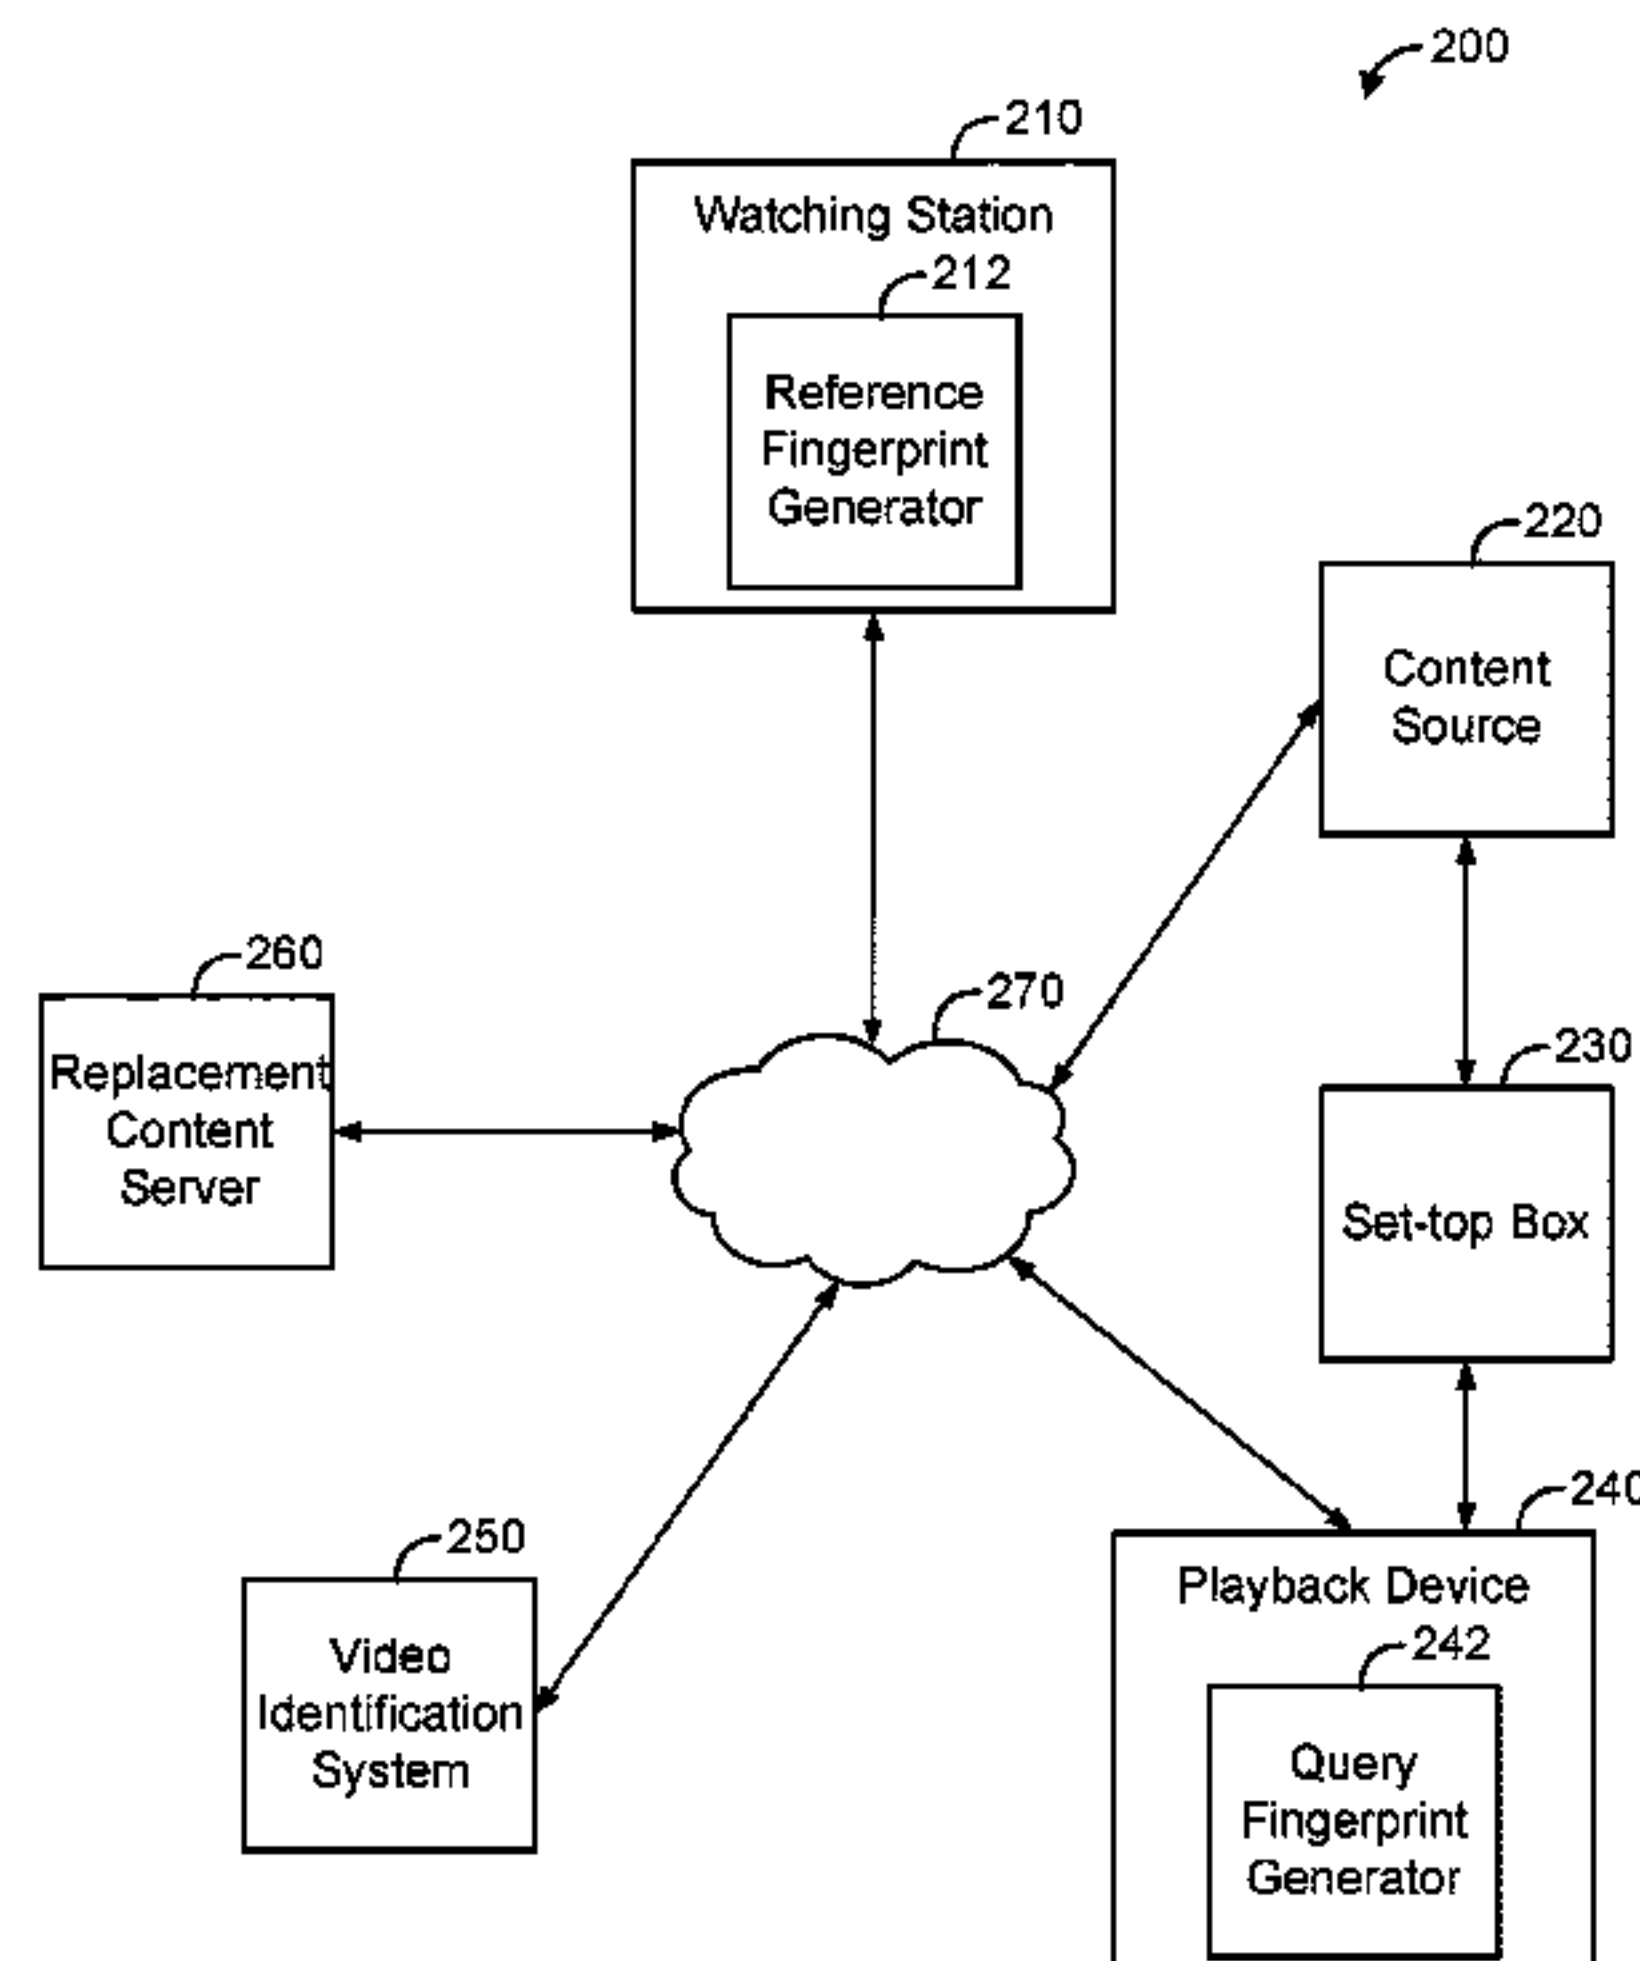 200
210
Watching Station
212
Reference
Fingerprint
Generator
220
Content
Source
260
Replacement
Content
Server
270
230
Set-top Box
250
Video
Identification
System
240
Playback Device
242
Query
Fingerprint
Generator